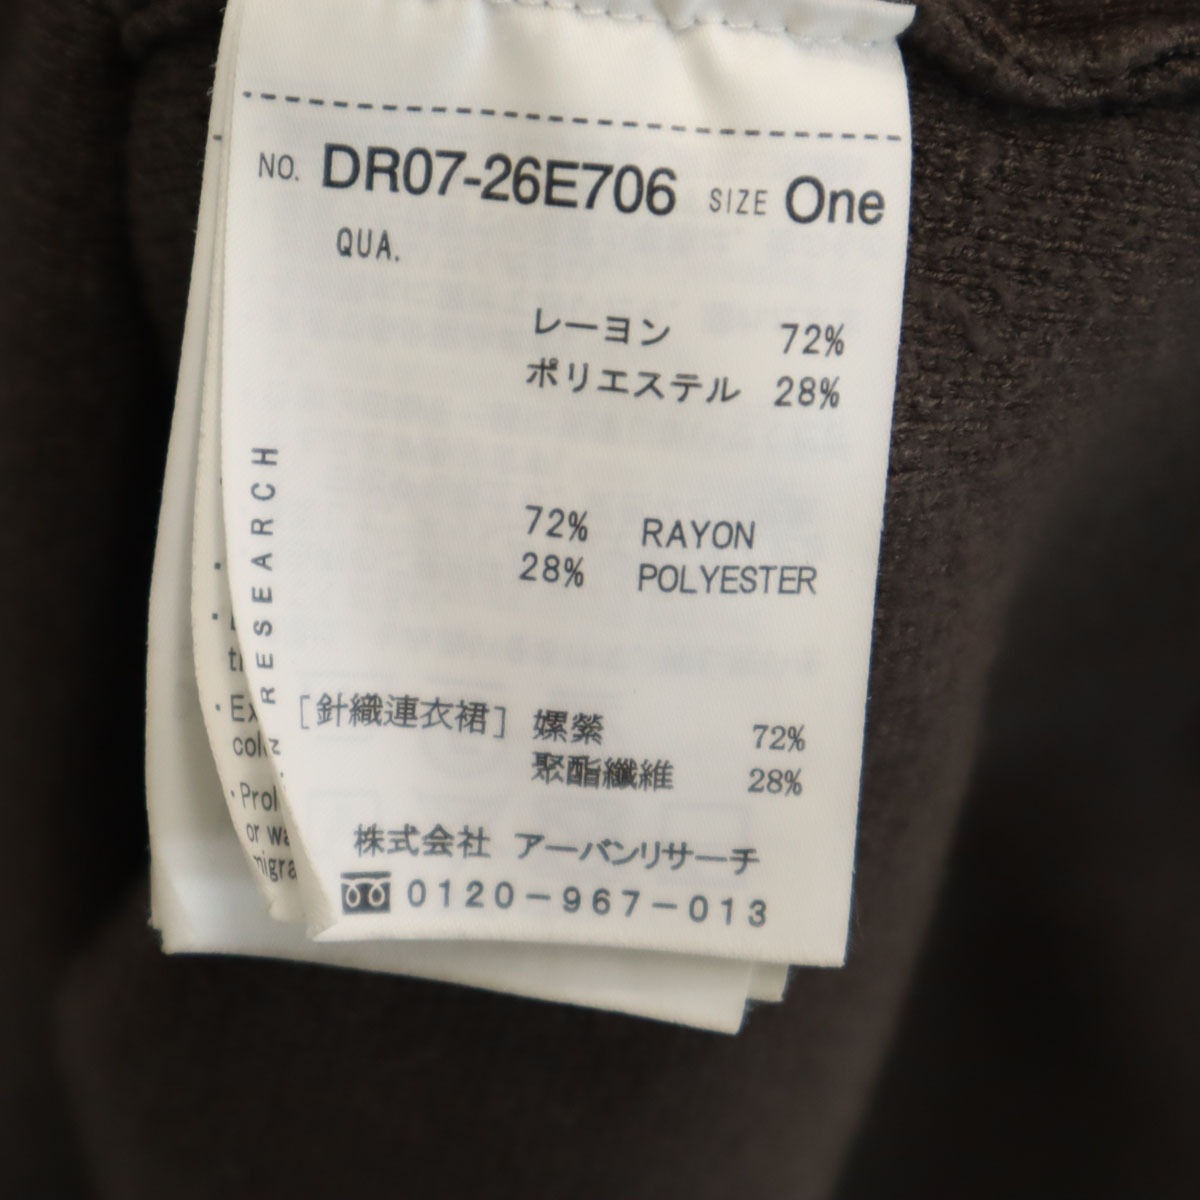 NO. DR07-26E706 SIZE One
QUA.
レーヨン 72%
ポリエステル 28%
72% RAYON
28% POLYESTER
[針織連衣裙] 嫘縈 72%
聚酯纖維 28%
株式会社 アーバンリサーチ
0120-967-013
RESEARCH